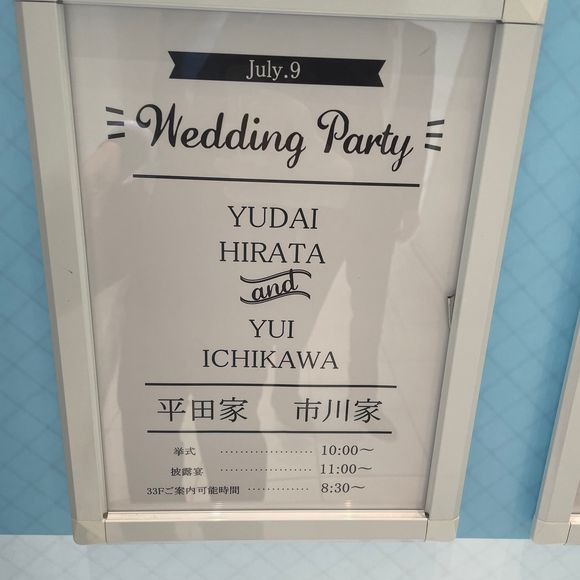 July.9
Wedding Party
YUDAI
HIRATA
and
YUI
ICHIKAWA
平田家 市川家
挙式 ………………… 10:00～
披露宴 ………………… 11:00～
33Fご案内可能時間 ………… 8:30～